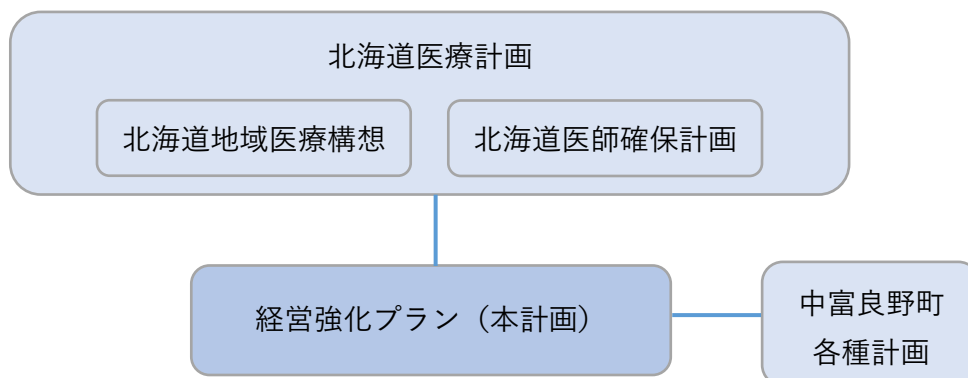 北海道医療計画
北海道地域医療構想
北海道医師確保計画
経営強化プラン（本計画）
中富良野町
各種計画